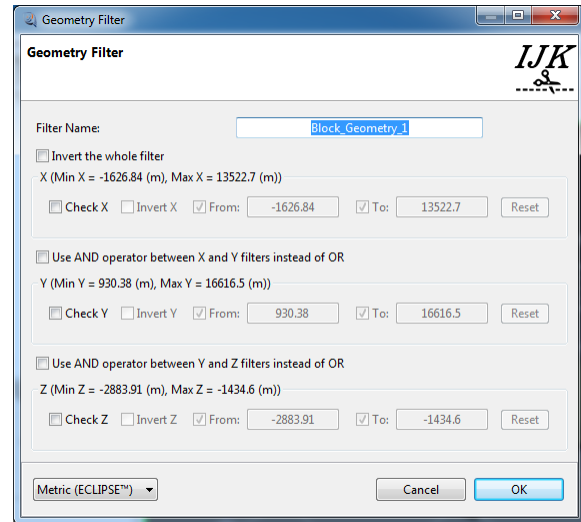 Geometry Filter
Geometry Filter
IJK
Filter Name: Block_Geometry_1
Invert the whole filter
X (Min X = -1626.84 (m), Max X = 13522.7 (m))
Check X Invert X From: -1626.84 To: 13522.7 Reset
Use AND operator between X and Y filters instead of OR
Y (Min Y = 930.38 (m), Max Y = 16616.5 (m))
Check Y Invert Y From: 930.38 To: 16616.5 Reset
Use AND operator between Y and Z filters instead of OR
Z (Min Z = -2883.91 (m), Max Z = -1434.6 (m))
Check Z Invert Z From: -2883.91 To: -1434.6 Reset
Metric (ECLIPSE™) Cancel OK